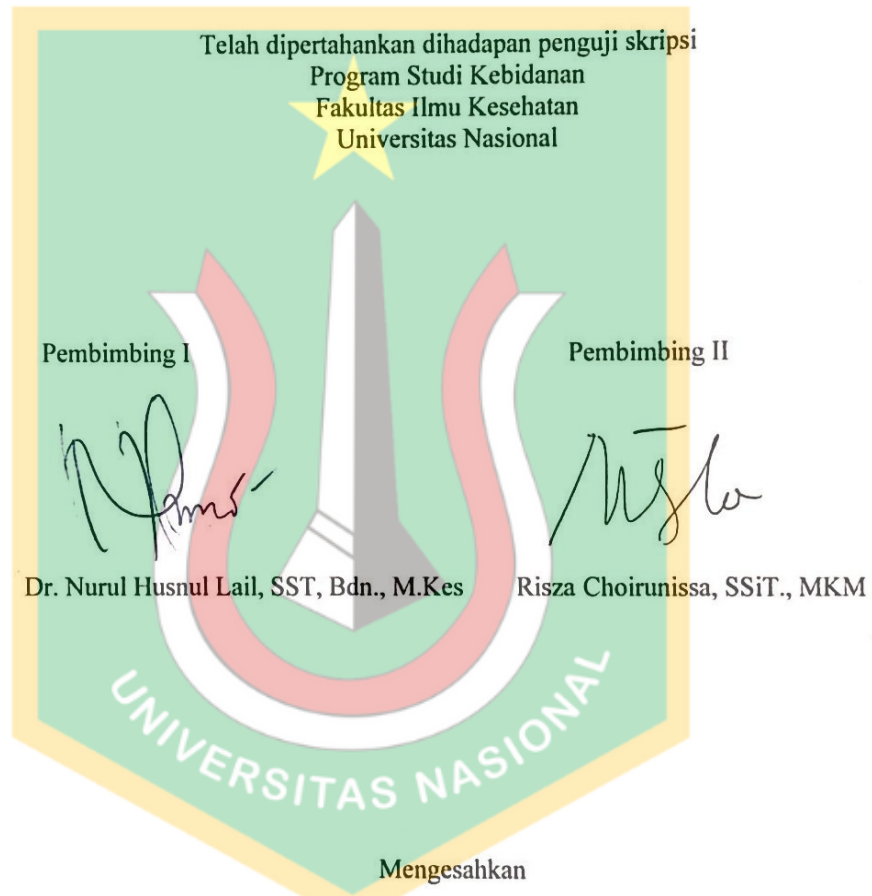 Telah dipertahankan dihadapan penguji skripsi
Program Studi Kebidanan
Fakultas Ilmu Kesehatan
Universitas Nasional
Pembimbing I
Pembimbing II
Dr. Nurul Husnul Lail, SST, Bdn., M.Kes
Risza Choirunissa, SSiT., MKM
UNIVERSITAS NASIONAL
Mengesahkan